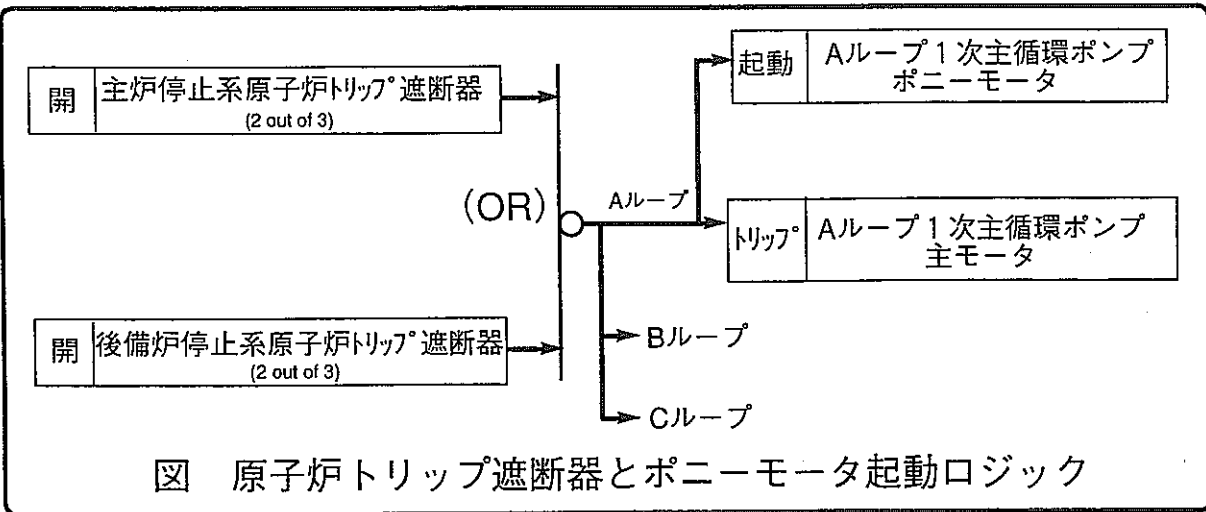 開
主炉停止系原子炉トリップ遮断器
(2 out of 3)
起動
Aループ1次主循環ポンプ
ポニーモータ
(OR)
Aループ
トリップ
Aループ1次主循環ポンプ
主モータ
開
後備炉停止系原子炉トリップ遮断器
(2 out of 3)
Bループ
Cループ
図 原子炉トリップ遮断器とポニーモータ起動ロジック